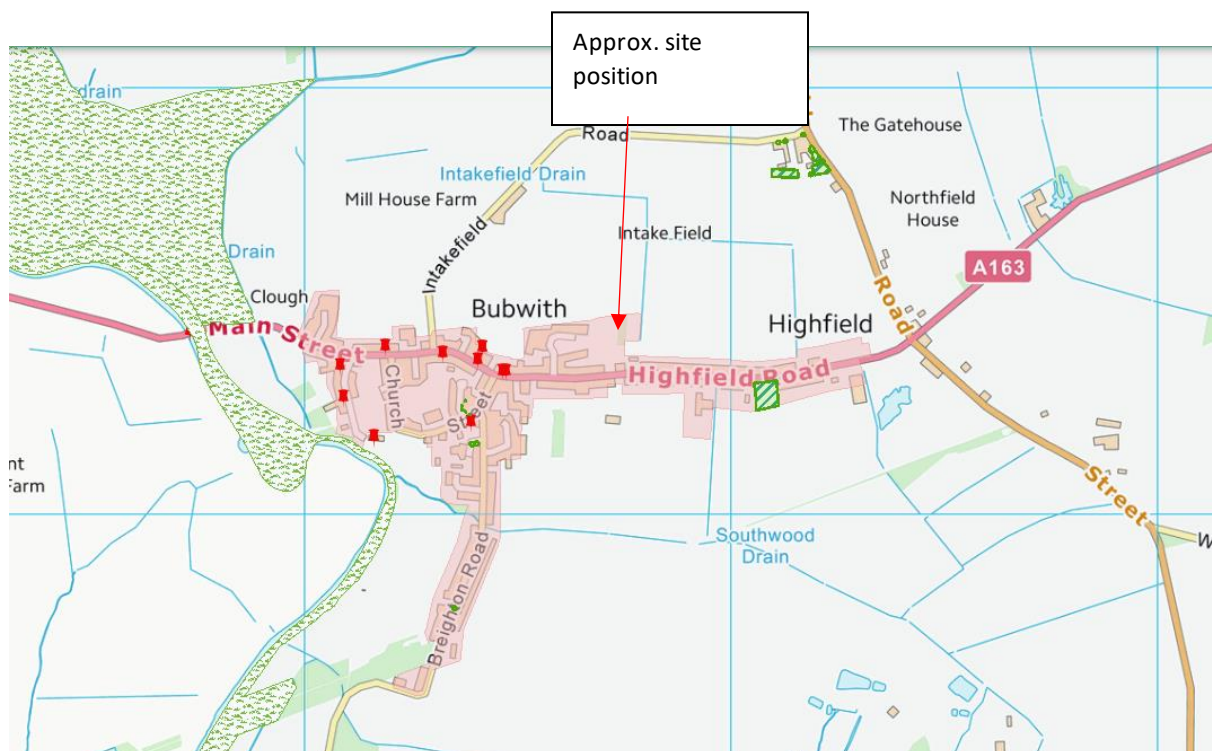 Approx. site
position
drain
Road
The Gatehouse
Intakefield Drain
Mill House Farm
Northfield
House
Intake Field
Drain
A163
Intakefield
Clough
Bubwith
Road
Highfield
Main Street
Highfield Road
Church
Street
nt
Farm
Street
Southwood
Drain
W
Breighton Road